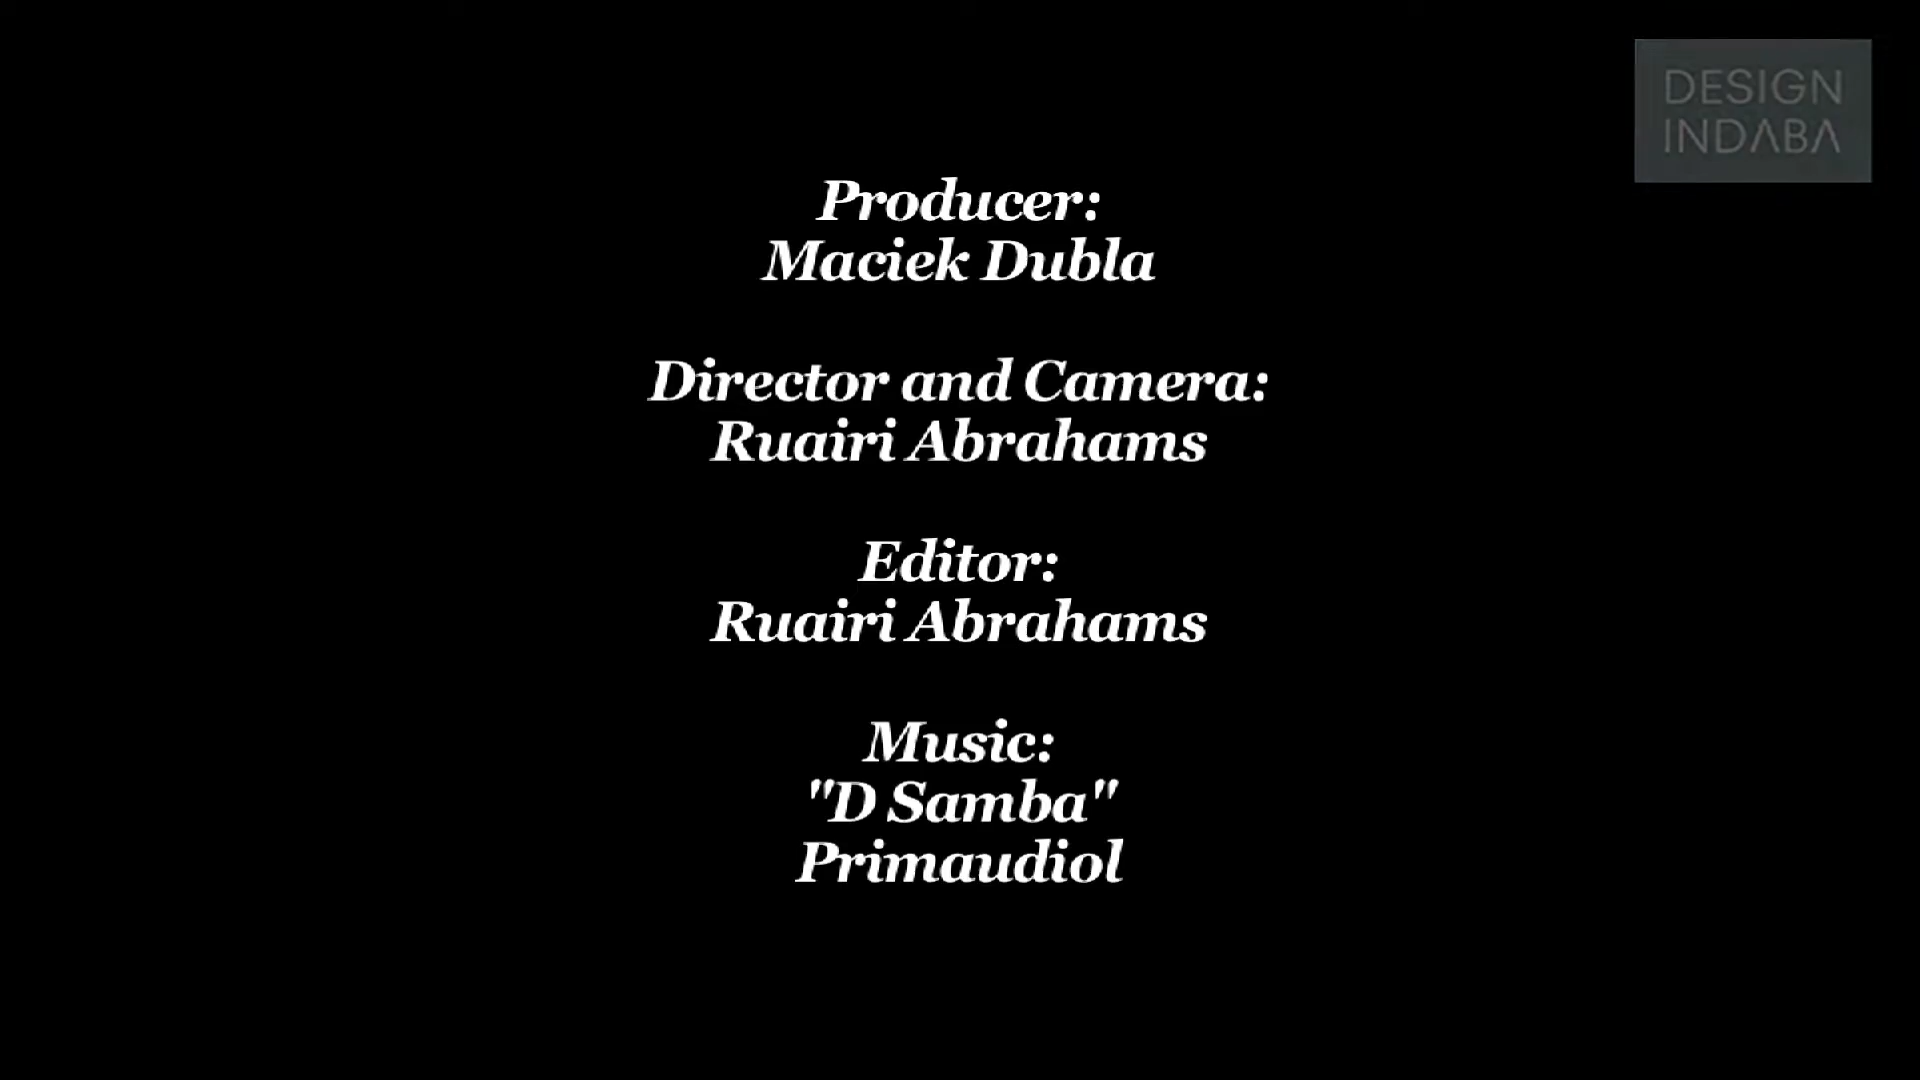 DESIGN
INDABA
Producer:
Maciek Dubla
Director and Camera:
Ruairi Abrahams
Editor:
Ruairi Abrahams
Music:
"D Samba"
Primaudiol